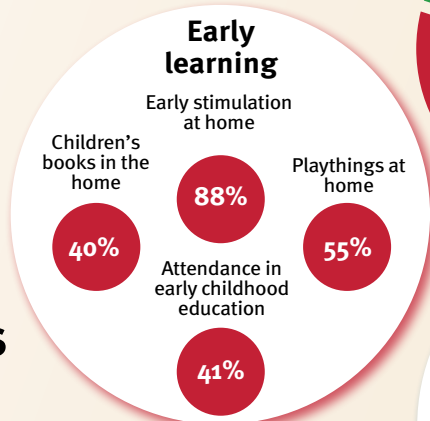 Early
learning
Early stimulation
at home
88%
Children’s
books in the
home
40%
Playthings at
home
55%
Attendance in
early childhood
education
41%
s